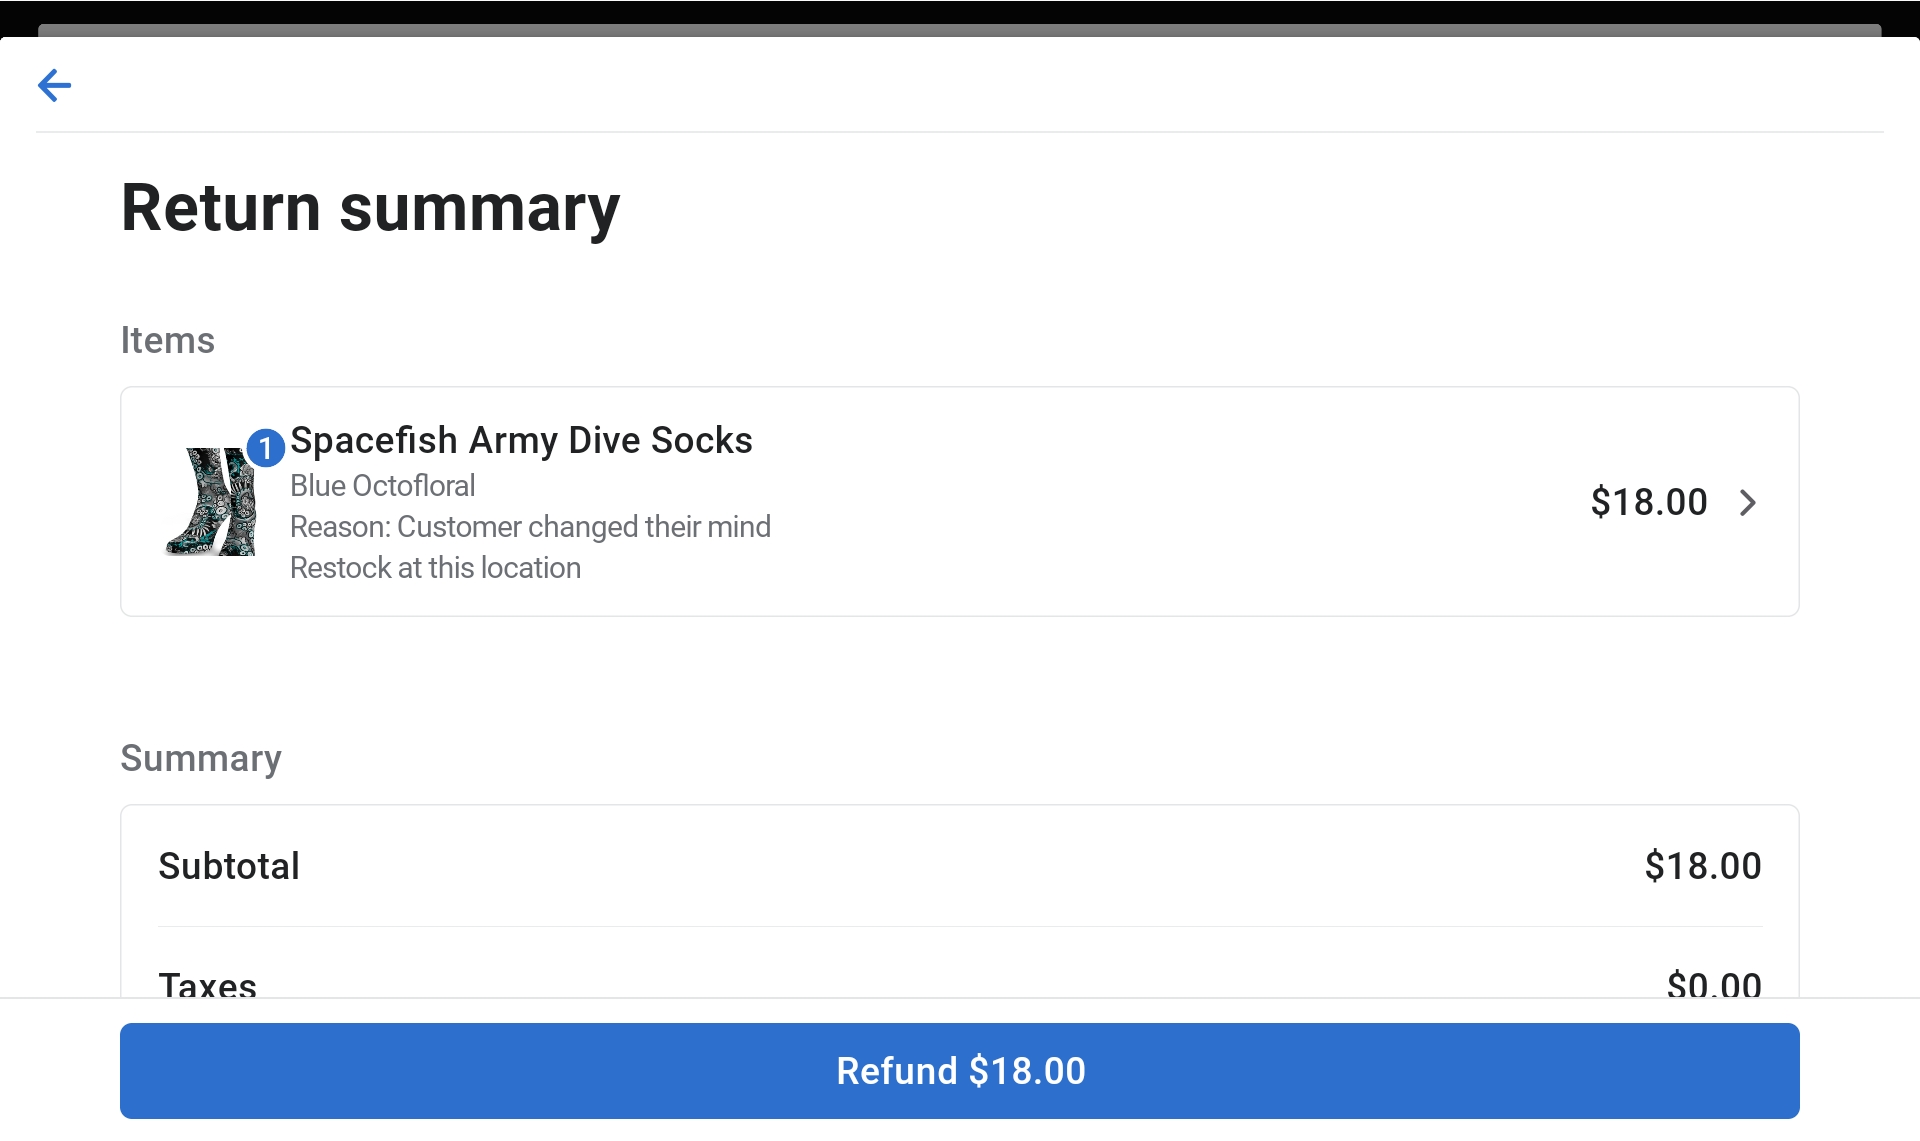 Return summary
Items
1
Spacefish Army Dive Socks
Blue Octofloral
Reason: Customer changed their mind
Restock at this location
$18.00
Summary
Subtotal $18.00
Taxes $0.00
Refund $18.00